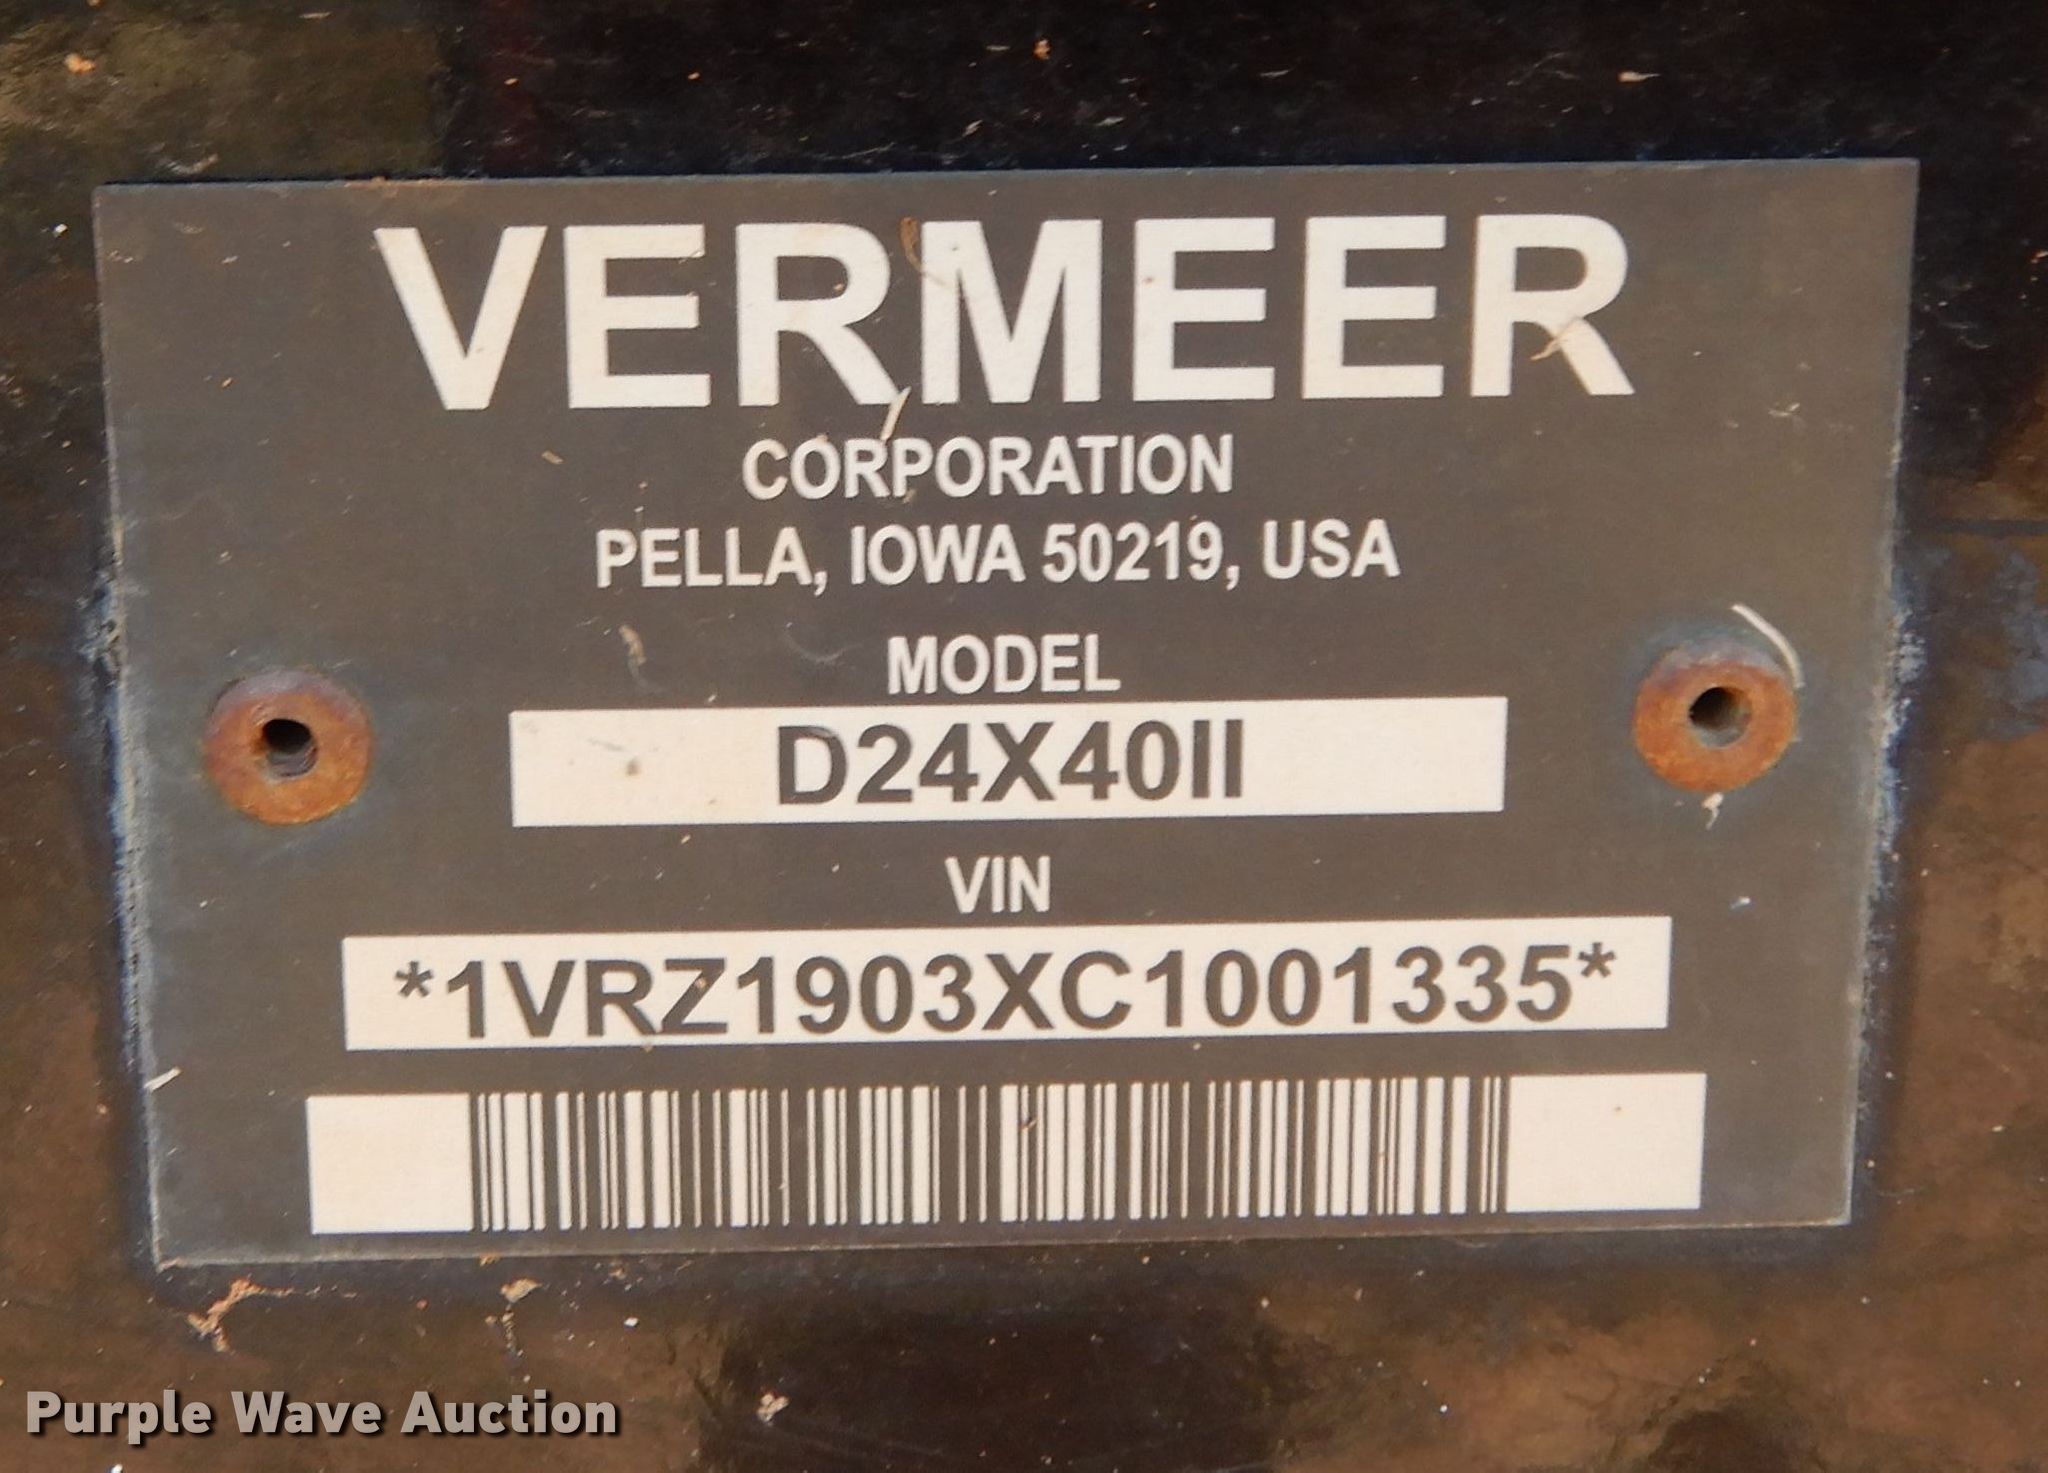 VERMEER
CORPORATION
PELLA, IOWA 50219, USA
MODEL
D24X40II
VIN
*1VRZ1903XC1001335*
Purple Wave Auction